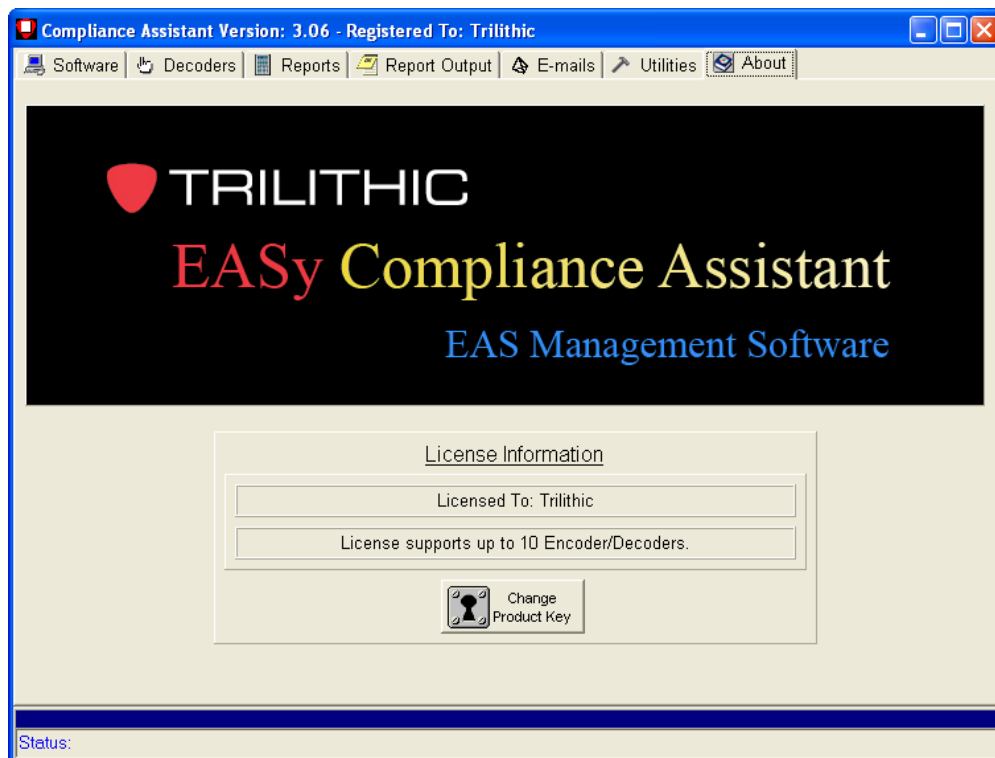 Compliance Assistant Version: 3.06 - Registered To: Trilithic
Software Decoders Reports Report Output E-mails Utilities About
TRILITHIC
EASy Compliance Assistant
EAS Management Software
License Information
Licensed To: Trilithic
License supports up to 10 Encoder/Decoders.
Change
Product Key
Status: